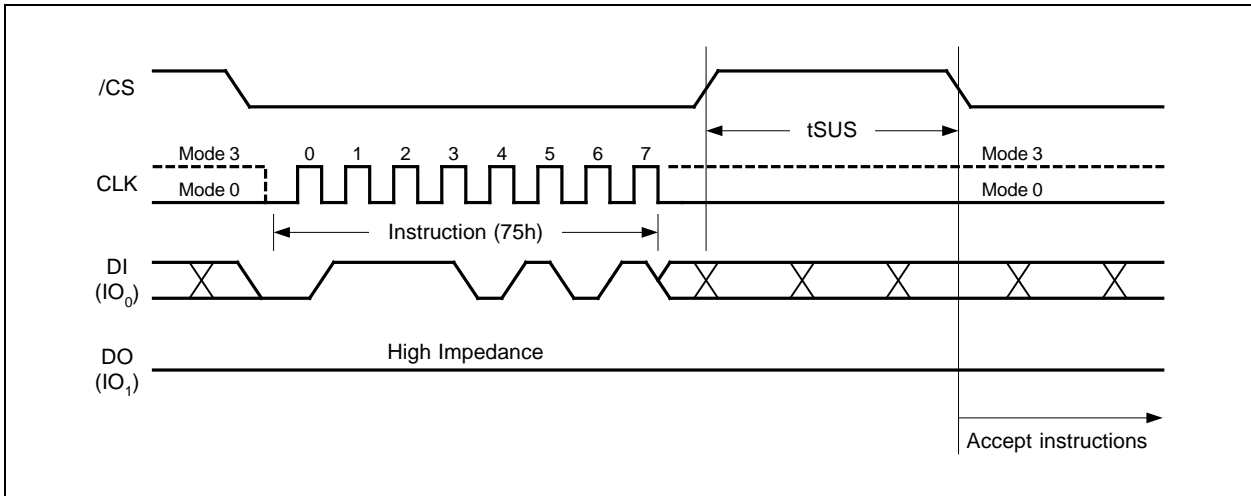 /CS
tSUS
Mode 3 0 1 2 3 4 5 6 7 Mode 3
CLK
Mode 0 Mode 0
Instruction (75h)
DI
(IO0)
High Impedance
DO
(IO1)
Accept instructions